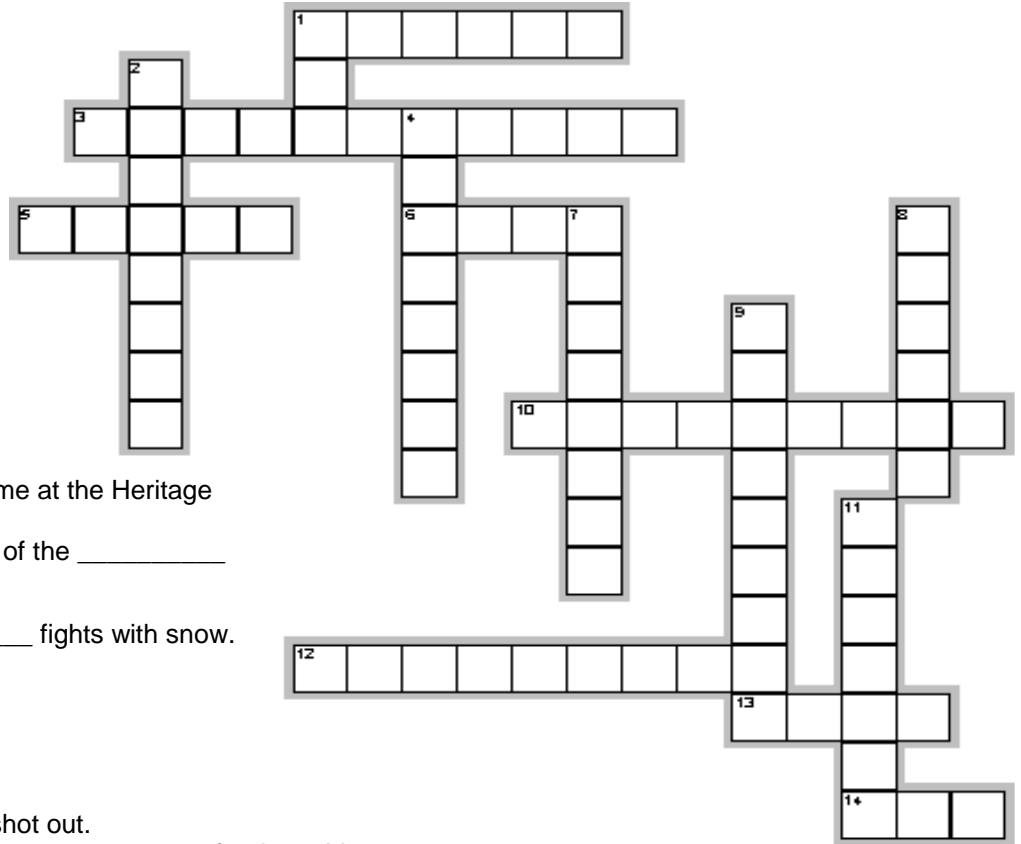 1
2
3 4
5 6 7 8
9
10
me at the Heritage
11
of the __________
___ fights with snow.
12
13
14
shot out.